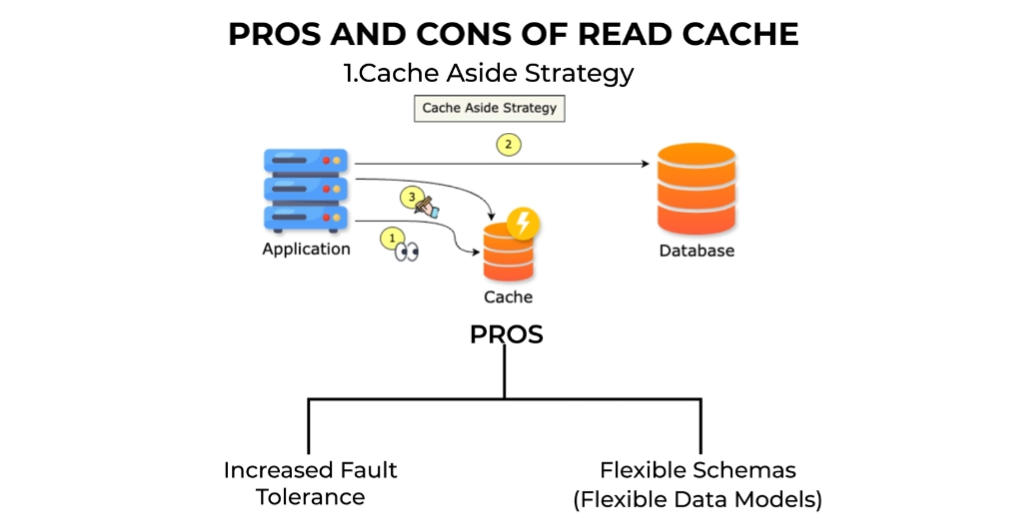 PROS AND CONS OF READ CACHE
1.Cache Aside Strategy
Cache Aside Strategy
2
3
1
Application
Database
Cache
PROS
Increased Fault
Tolerance
Flexible Schemas
(Flexible Data Models)